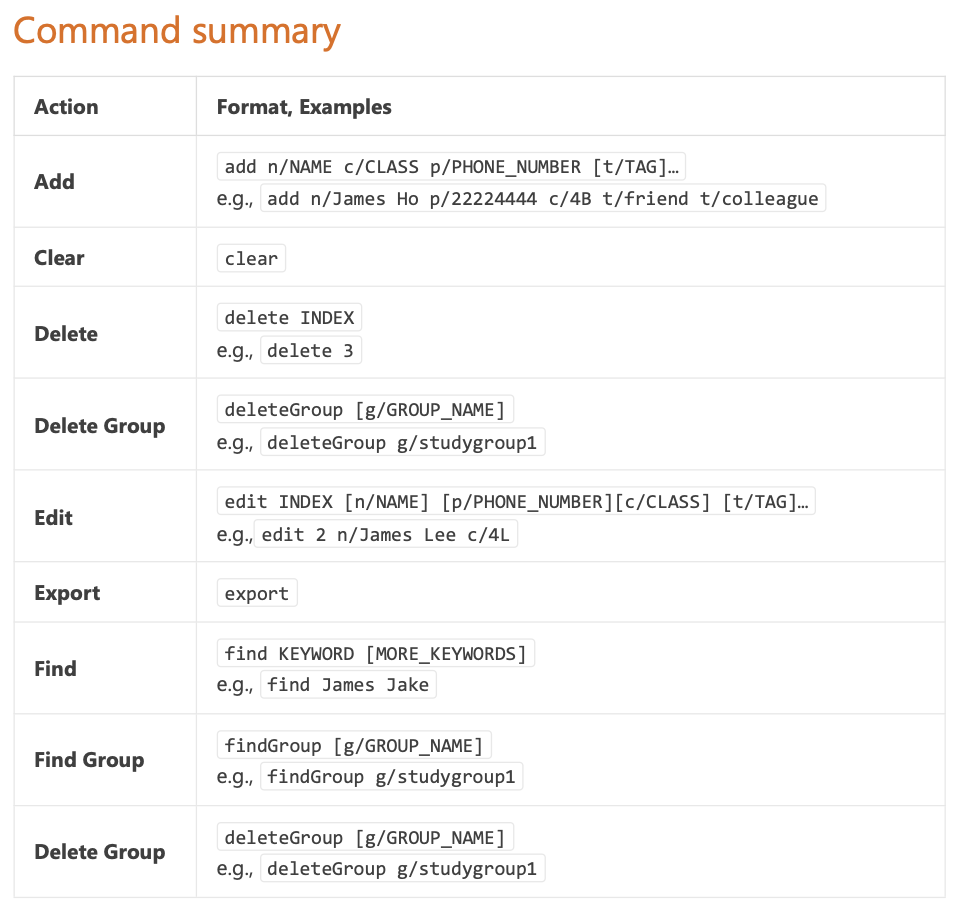 Command summary
Action Format, Examples
Add
add n/NAME c/CLASS p/PHONE_NUMBER [t/TAG]…
e.g., add n/James Ho p/22224444 c/4B t/friend t/colleague
Clear
clear
Delete
delete INDEX
e.g., delete 3
Delete Group
deleteGroup [g/GROUP_NAME]
e.g., deleteGroup g/studygroup1
Edit
edit INDEX [n/NAME] [p/PHONE_NUMBER][c/CLASS] [t/TAG]…
e.g., edit 2 n/James Lee c/4L
Export
export
Find
find KEYWORD [MORE_KEYWORDS]
e.g., find James Jake
Find Group
findGroup [g/GROUP_NAME]
e.g., findGroup g/studygroup1
Delete Group
deleteGroup [g/GROUP_NAME]
e.g., deleteGroup g/studygroup1